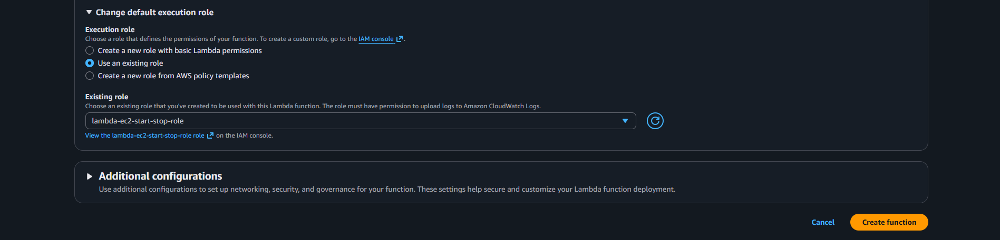 Change default execution role
Execution role
Choose a role that defines the permissions of your function. To create a custom role, go to the IAM console.
Create a new role with basic Lambda permissions
Use an existing role
Create a new role from AWS policy templates
Existing role
Choose an existing role that you've created to be used with this Lambda function. The role must have permission to upload logs to Amazon CloudWatch Logs.
lambda-ec2-start-stop-role
View the lambda-ec2-start-stop-role role on the IAM console.
Additional configurations
Use additional configurations to set up networking, security, and governance for your function. These settings help secure and customize your Lambda function deployment.
Cancel
Create function